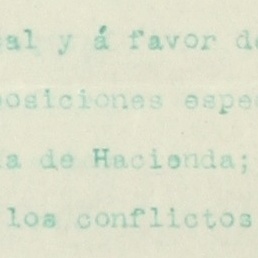 al y á favor de
posiciones espe
a de Hacienda;
los conflictos